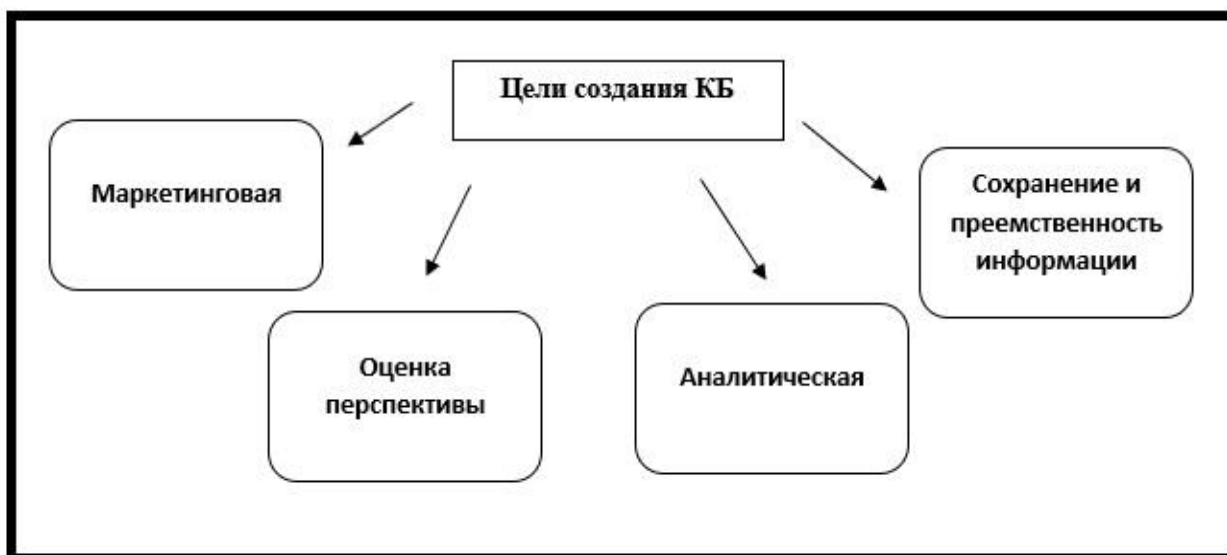 Цели создания КБ
Маркетинговая
Сохранение и
преемственность
информации
Оценка
перспективы
Аналитическая